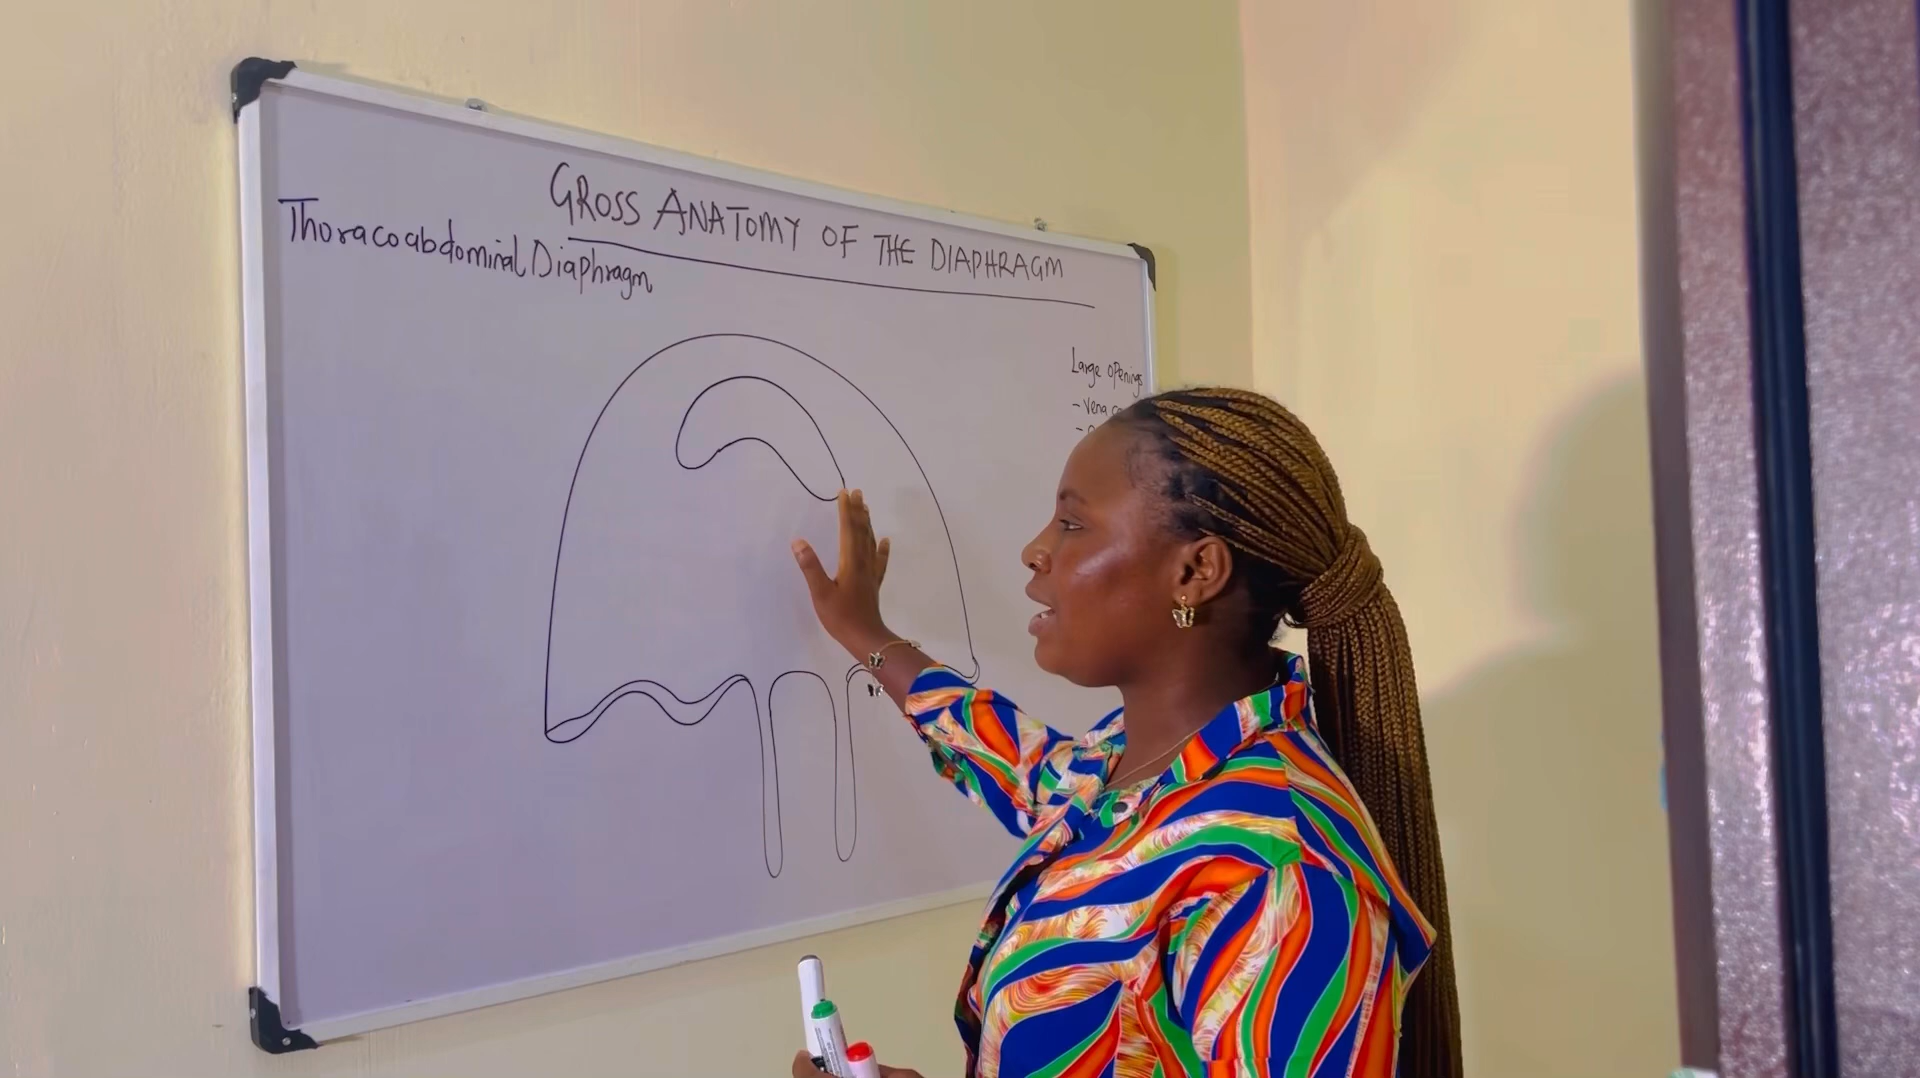 GROSS ANATOMY OF THE DIAPHRAGM
Thoracoabdominal Diaphragm
Large openings
- Vena